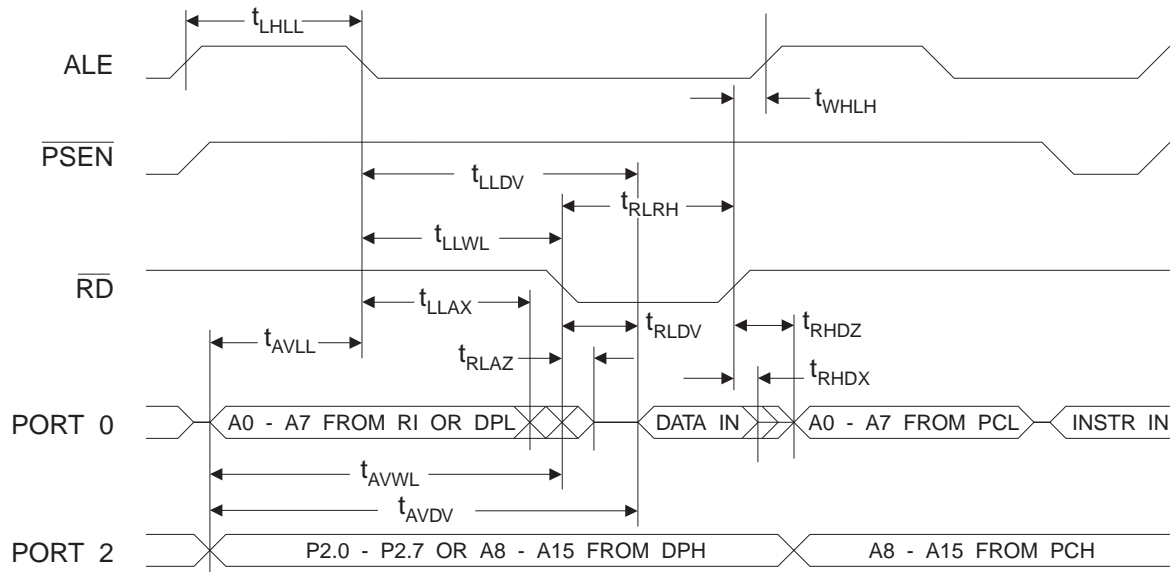 tLHLL
ALE
tWHLH
PSEN
tLLDV
tRLRH
tLLWL
RD
tLLAX
tRLDV
tRHDZ
tAVLL
tRLAZ
tRHDX
PORT 0
A0 - A7 FROM RI OR DPL
DATA IN
A0 - A7 FROM PCL
INSTR IN
tAVWL
tAVDV
PORT 2
P2.0 - P2.7 OR A8 - A15 FROM DPH
A8 - A15 FROM PCH